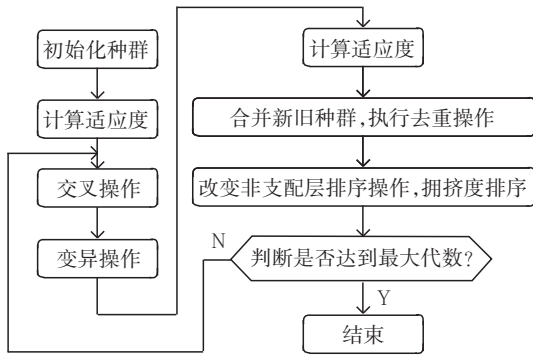 初始化种群
计算适应度
交叉操作
变异操作
计算适应度
合并新旧种群,执行去重操作
改变非支配层排序操作,拥挤度排序
判断是否达到最大代数?
N
Y
结束